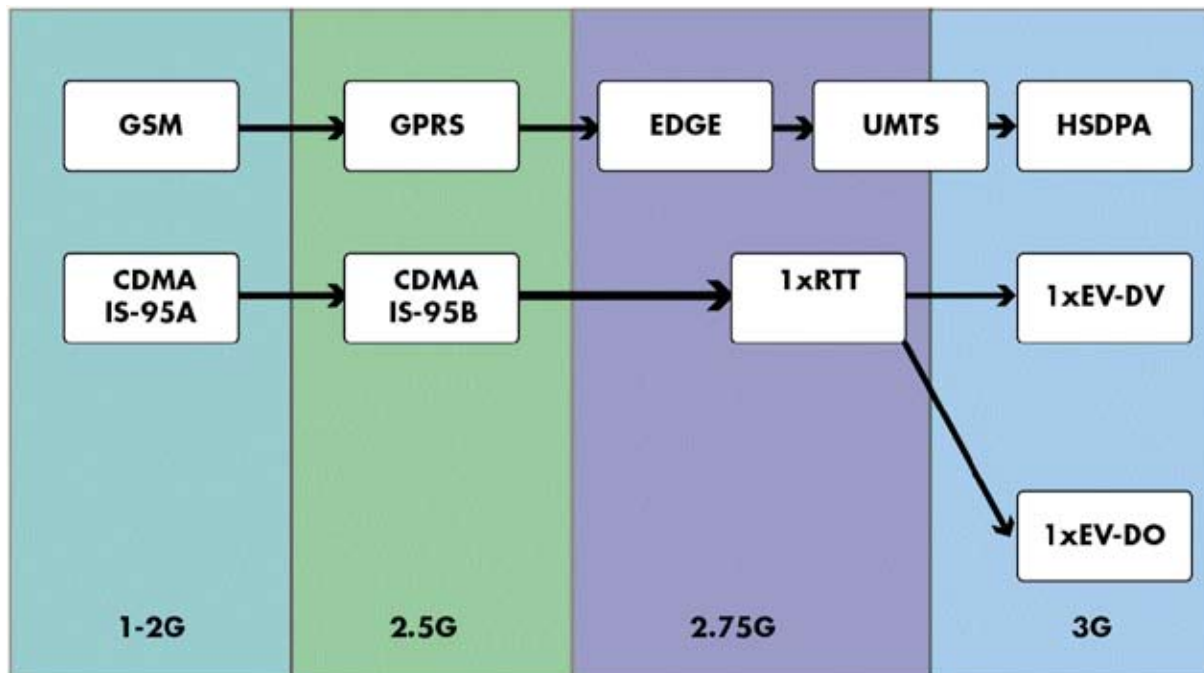 GSM
GPRS
EDGE
UMTS
HSDPA
CDMA
IS-95A
CDMA
IS-95B
1xRTT
1xEV-DV
1xEV-DO
1-2G
2.5G
2.75G
3G